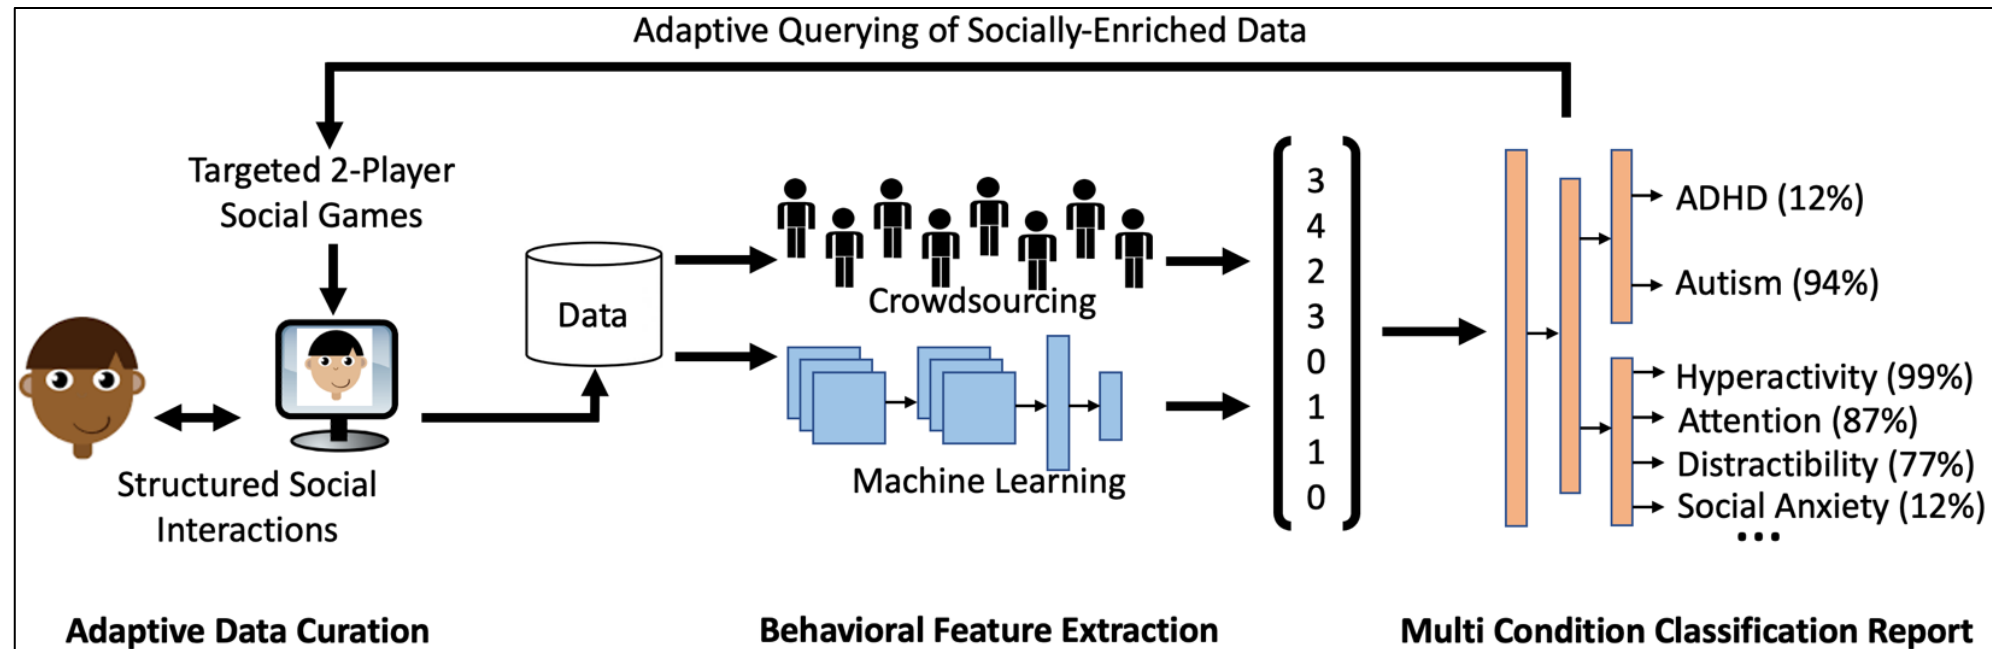 Adaptive Querying of Socially-Enriched Data
Targeted 2-Player
Social Games
Structured Social
Interactions
Data
Crowdsourcing
Machine Learning
3
4
2
3
0
1
1
0
ADHD (12%)
Autism (94%)
Hyperactivity (99%)
Attention (87%)
Distractibility (77%)
Social Anxiety (12%)
...
Adaptive Data Curation
Behavioral Feature Extraction
Multi Condition Classification Report